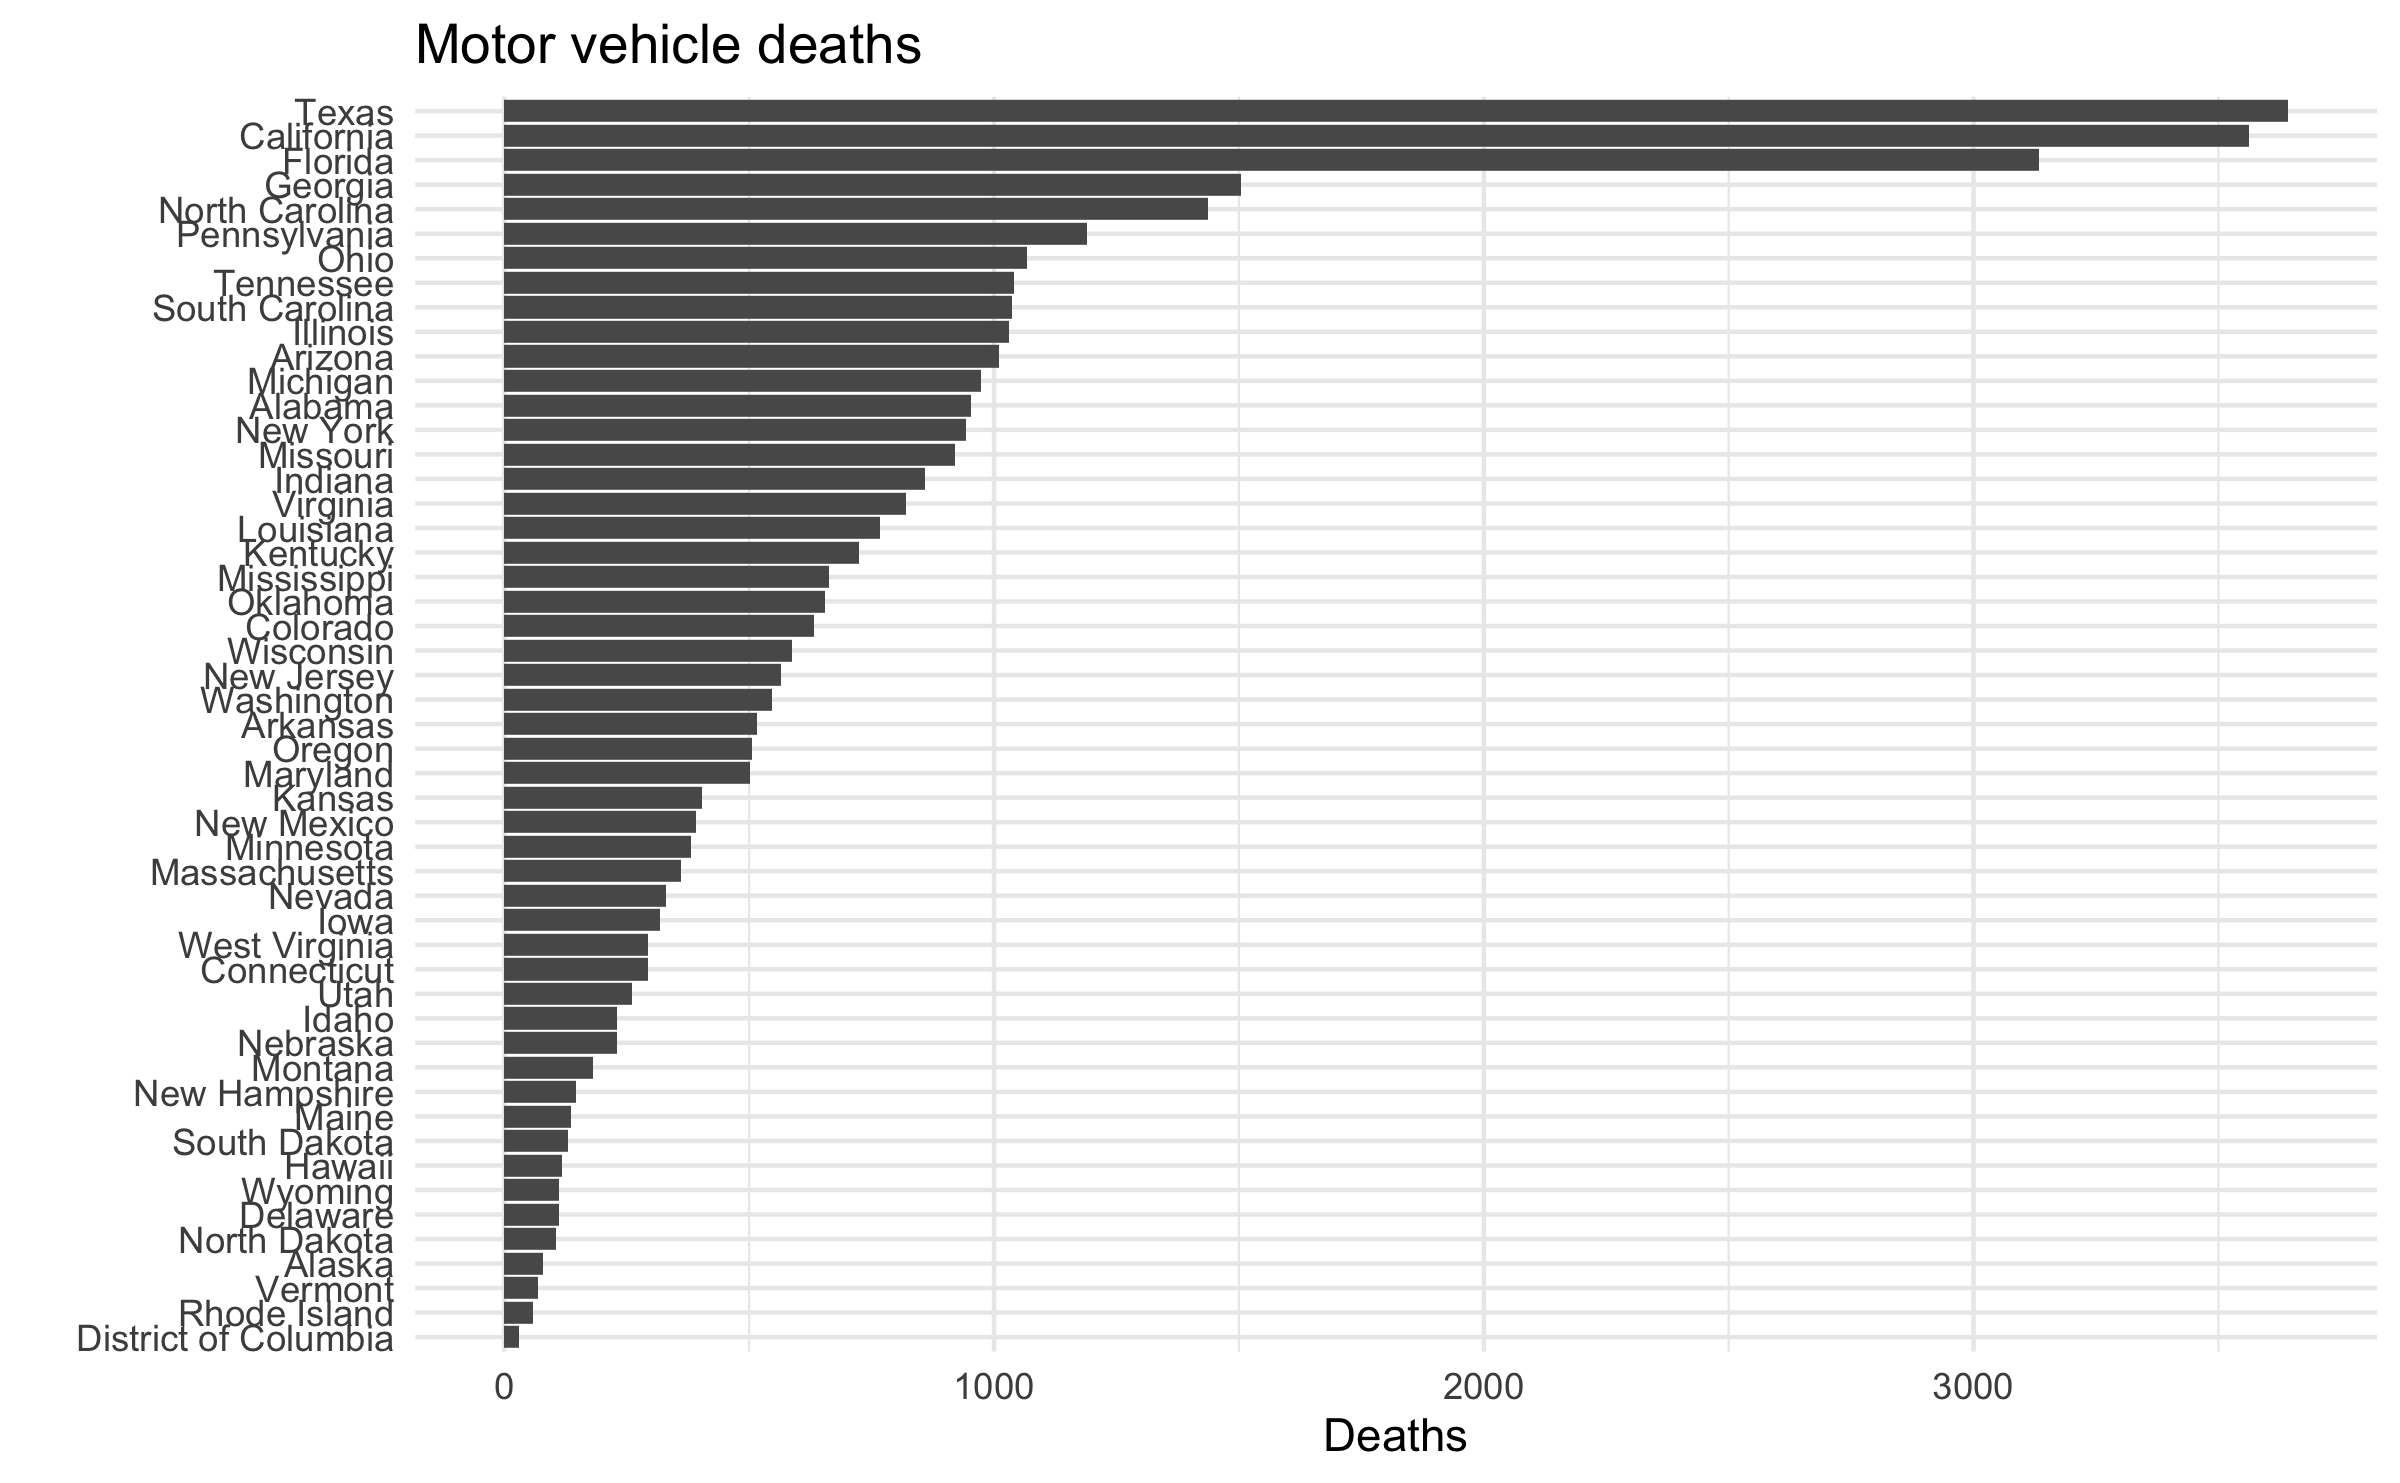 Motor vehicle deaths
Texas
California
Florida
Georgia
North Carolina
Pennsylvania
Ohio
Tennessee
South Carolina
Illinois
Arizona
Michigan
Alabama
New York
Missouri
Indiana
Virginia
Louisiana
Kentucky
Mississippi
Oklahoma
Colorado
Wisconsin
New Jersey
Washington
Arkansas
Oregon
Maryland
Kansas
New Mexico
Minnesota
Massachusetts
Nevada
Iowa
West Virginia
Connecticut
Utah
Idaho
Nebraska
Montana
New Hampshire
Maine
South Dakota
Hawaii
Wyoming
Delaware
North Dakota
Alaska
Vermont
Rhode Island
District of Columbia
0 1000 2000 3000
Deaths